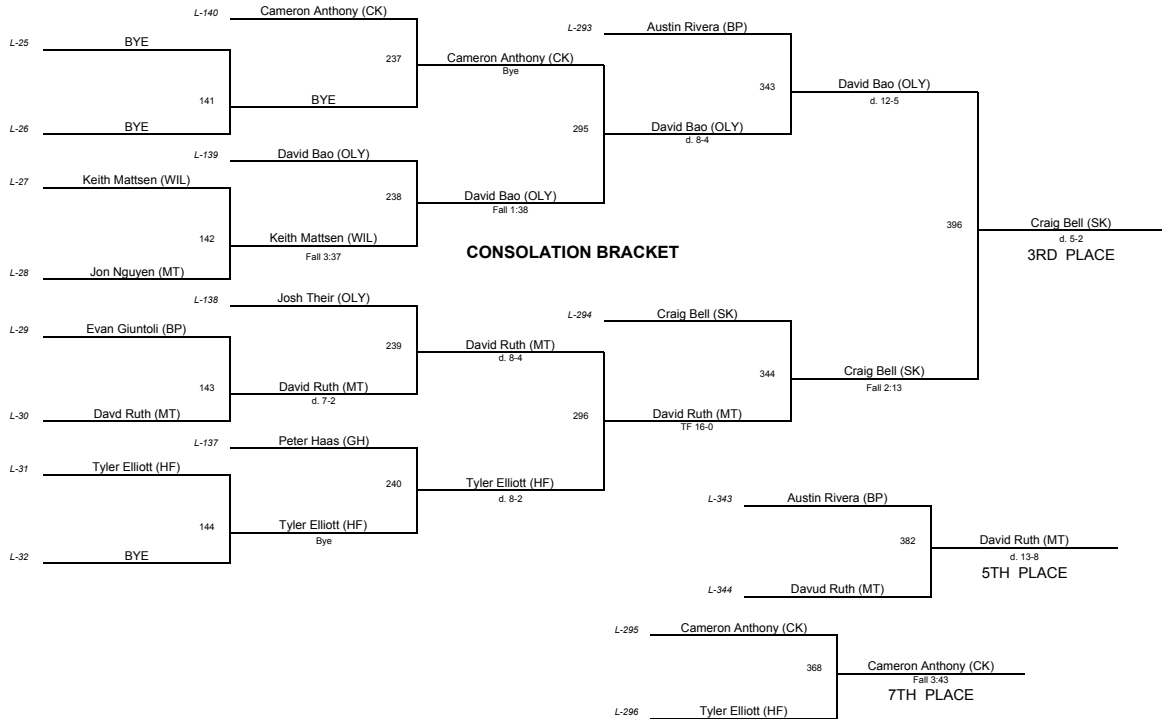 L-140
Cameron Anthony (CK)
L-25
BYE
237
Cameron Anthony (CK)
Bye
141
BYE
L-26
BYE
L-293
Austin Rivera (BP)
343
David Bao (OLY)
d. 12-5
295
David Bao (OLY)
d. 8-4
L-139
David Bao (OLY)
L-27
Keith Mattsen (WIL)
238
David Bao (OLY)
Fall 1:38
142
Keith Mattsen (WIL)
Fall 3:37
L-28
Jon Nguyen (MT)
CONSOLATION BRACKET
396
Craig Bell (SK)
d. 5-2
3RD PLACE
L-138
Josh Their (OLY)
L-29
Evan Giuntoli (BP)
239
David Ruth (MT)
d. 8-4
143
David Ruth (MT)
d. 7-2
L-30
Davd Ruth (MT)
L-294
Craig Bell (SK)
344
Craig Bell (SK)
Fall 2:13
296
David Ruth (MT)
TF 16-0
L-137
Peter Haas (GH)
L-31
Tyler Elliott (HF)
240
Tyler Elliott (HF)
d. 8-2
144
Tyler Elliott (HF)
Bye
L-32
BYE
L-343
Austin Rivera (BP)
382
David Ruth (MT)
d. 13-8
5TH PLACE
L-344
Davud Ruth (MT)
L-295
Cameron Anthony (CK)
368
Cameron Anthony (CK)
Fall 3:43
7TH PLACE
L-296
Tyler Elliott (HF)